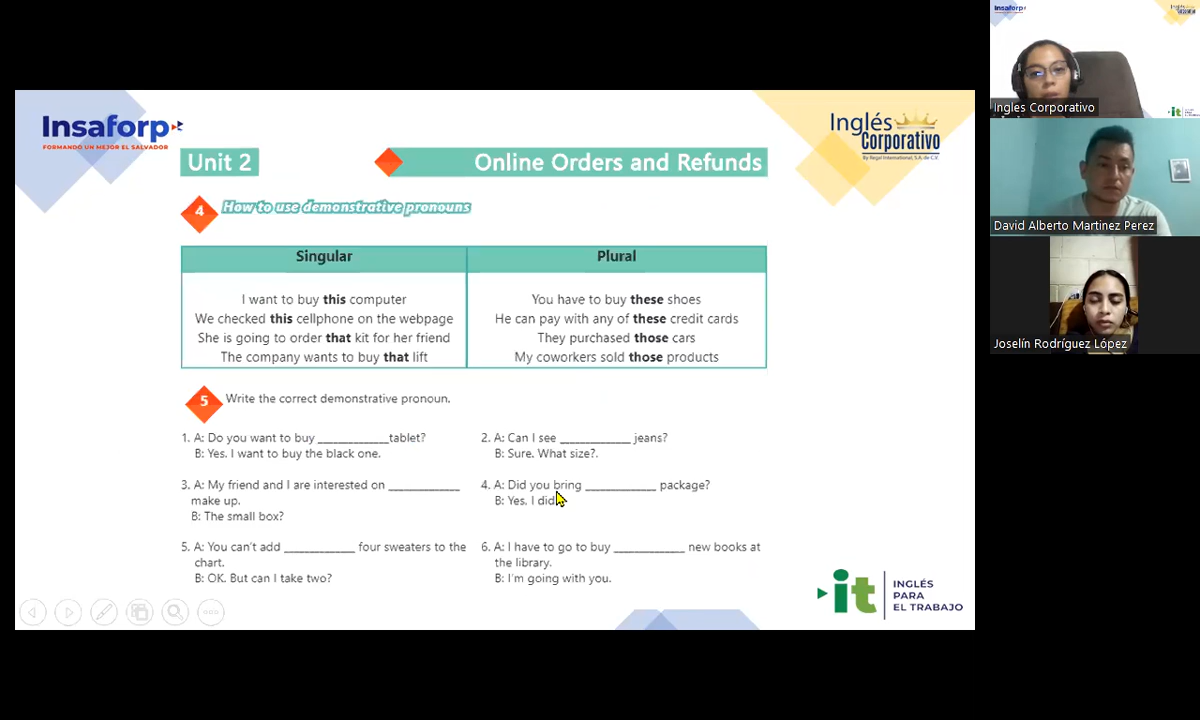 Insaforp
FORMANDO UN MEJOR EL SALVADOR
Unit 2
Online Orders and Refunds
Inglés
Corporativo
By Regal International, S.A. de C.V.
4
How to use demonstrative pronouns
Singular
Plural
I want to buy this computer
We checked this cellphone on the webpage
She is going to order that kit for her friend
The company wants to buy that lift
You have to buy these shoes
He can pay with any of these credit cards
They purchased those cars
My coworkers sold those products
5
Write the correct demonstrative pronoun.
1. A: Do you want to buy _____________tablet?
B: Yes. I want to buy the black one.
2. A: Can I see _____________ jeans?
B: Sure. What size?.
3. A: My friend and I are interested on _____________
make up.
B: The small box?
4. A: Did you bring _____________ package?
B: Yes. I did
5. A: You can't add _____________ four sweaters to the
chart.
B: OK. But can I take two?
6. A: I have to go to buy _____________ new books at
the library.
B: I'm going with you.
it
INGLÉS
PARA
EL TRABAJO
Insaforp
Ingles Corporativo
it
David Alberto Martinez Perez
Joselín Rodríguez López